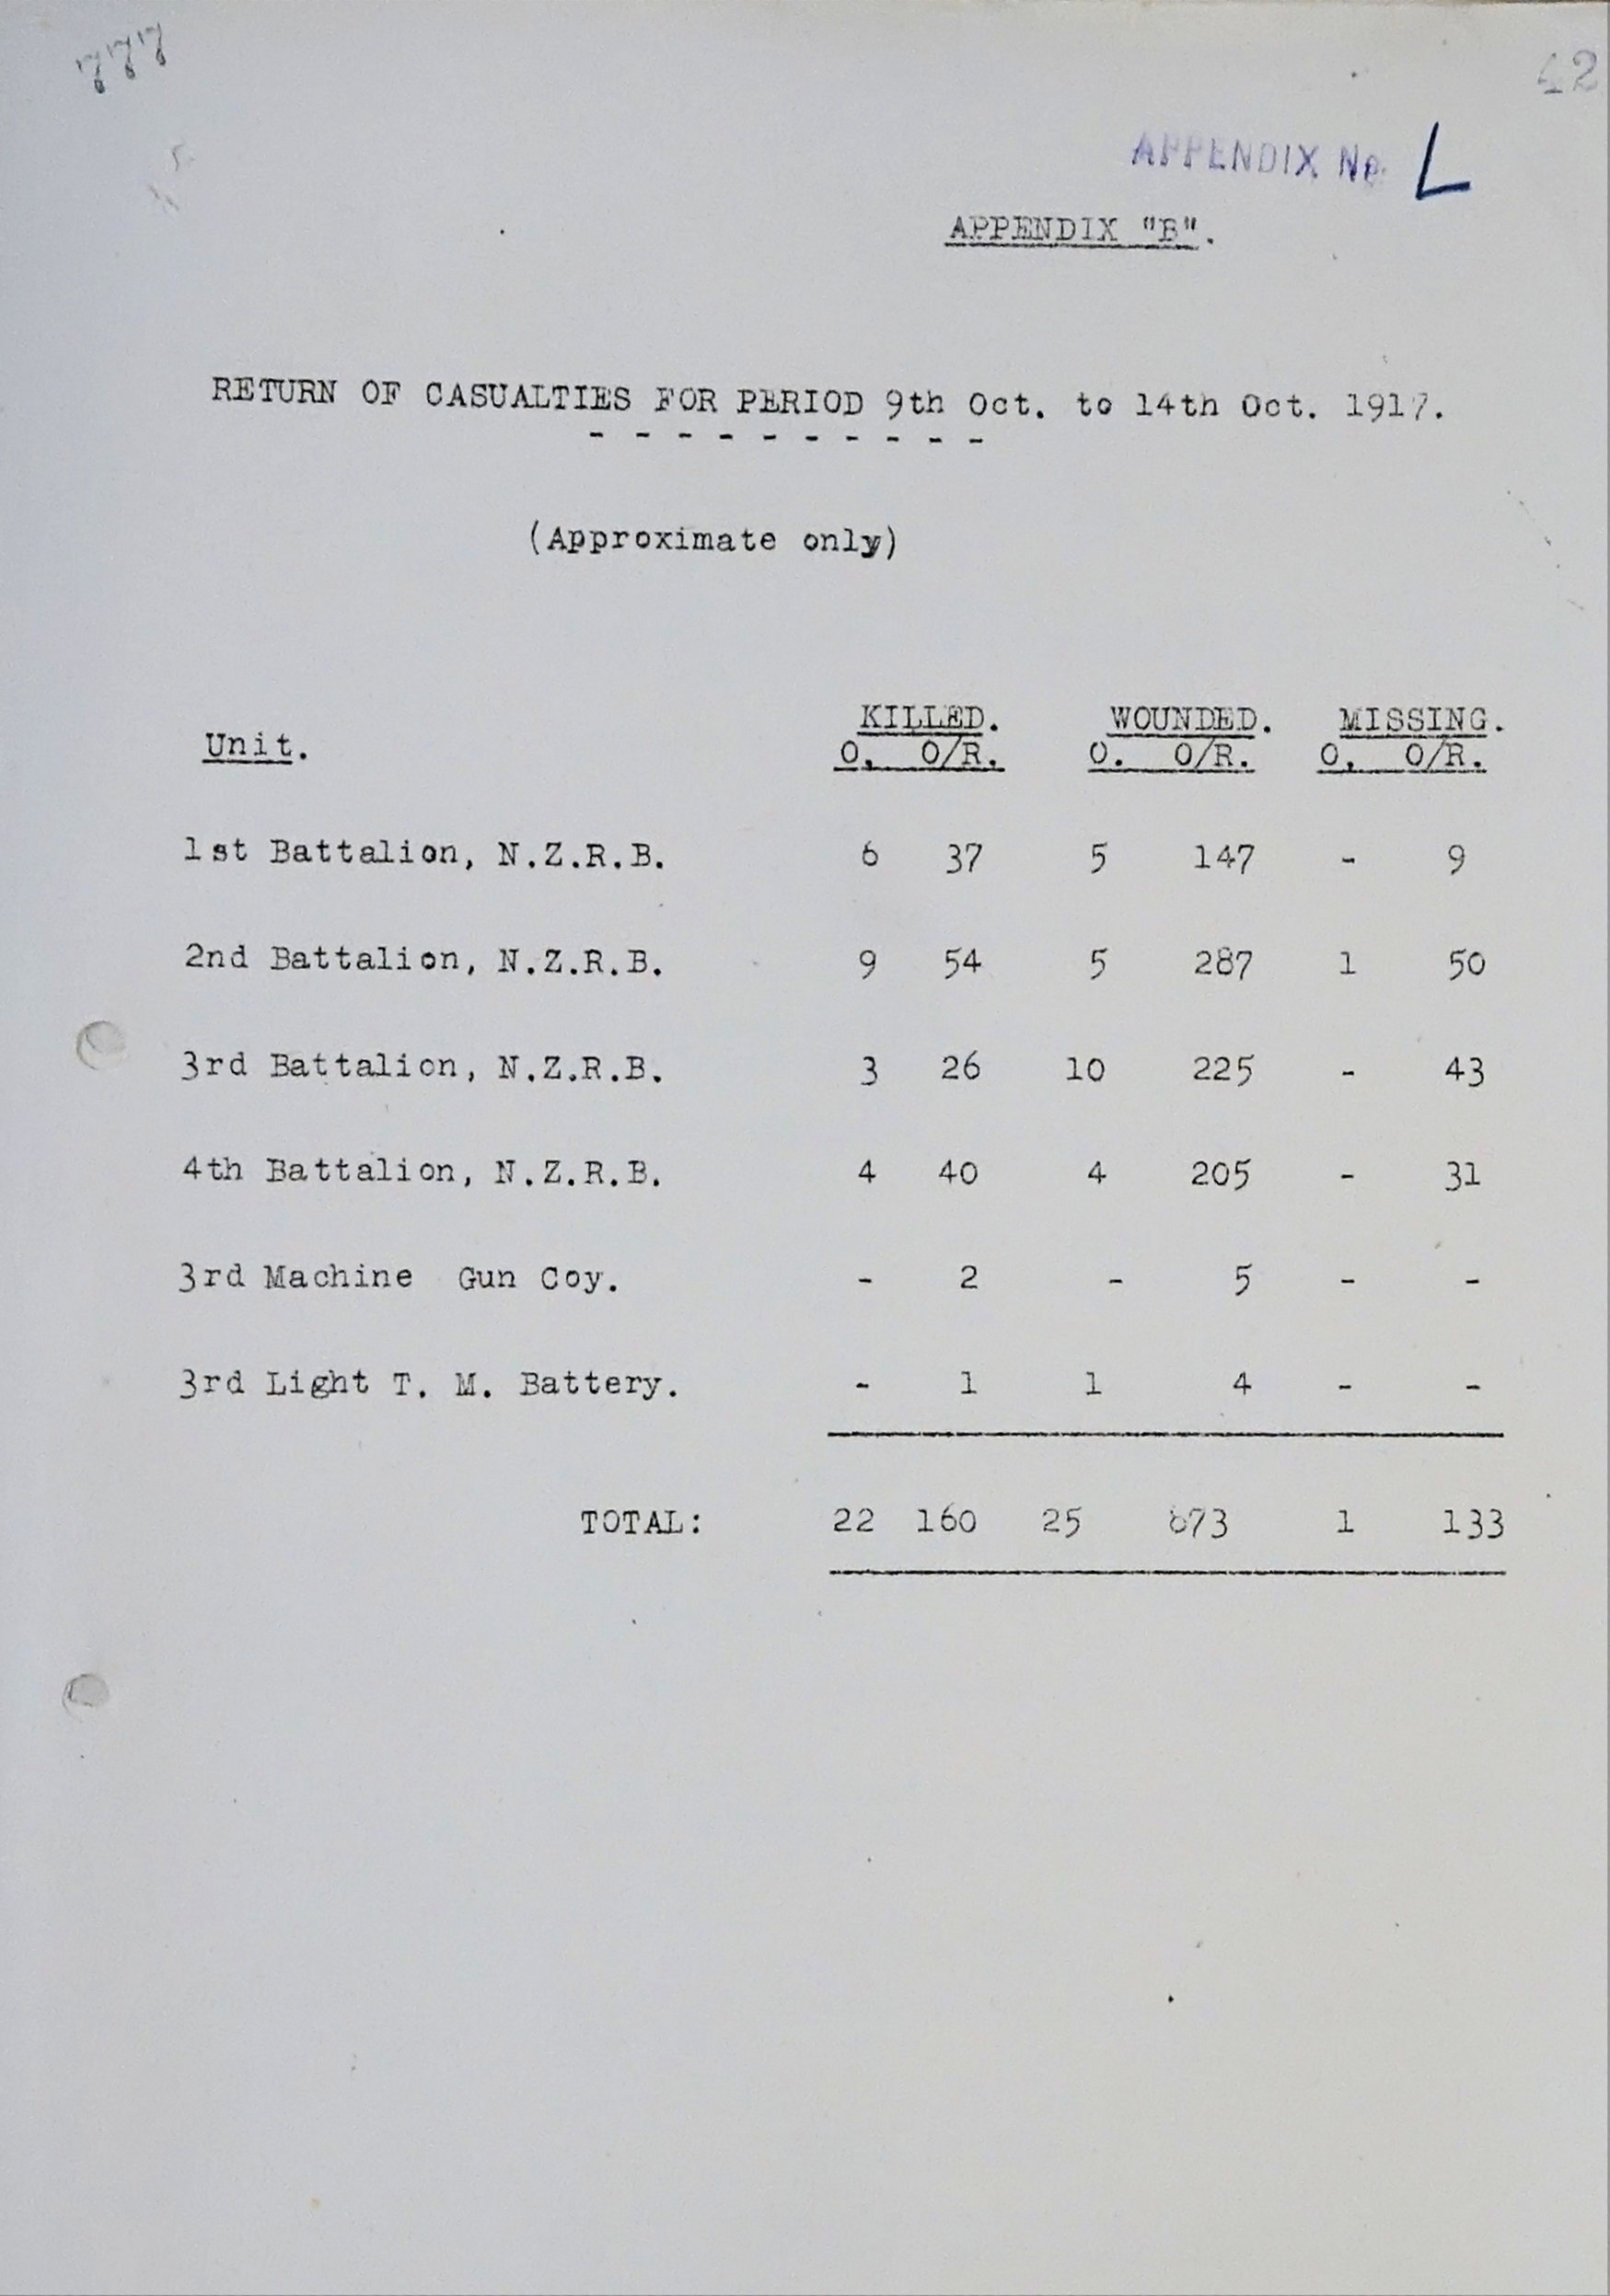 777
42
APPENDIX No. L
APPENDIX "B".
RETURN OF CASUALTIES FOR PERIOD 9th Oct. to 14th Oct. 1917.
- - - - - - - - - -
(Approximate only)
Unit. KILLED. WOUNDED. MISSING.
O. O/R. O. O/R. O. O/R.
1st Battalion, N.Z.R.B. 6 37 5 147 - 9
2nd Battalion, N.Z.R.B. 9 54 5 287 1 50
3rd Battalion, N.Z.R.B. 3 26 10 225 - 43
4th Battalion, N.Z.R.B. 4 40 4 205 - 31
3rd Machine Gun Coy. - 2 - 5 - -
3rd Light T. M. Battery. - 1 1 4 - -
TOTAL: 22 160 25 873 1 133